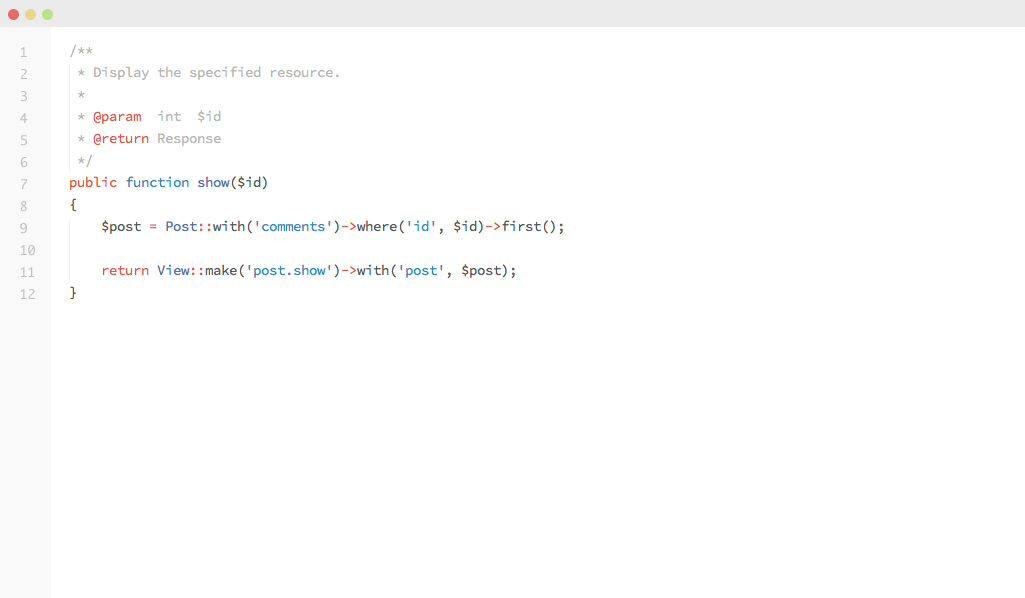 1 /**
2  * Display the specified resource.
3  *
4  * @param  int  $id
5  * @return Response
6  */
7 public function show($id)
8 {
9     $post = Post::with('comments')->where('id', $id)->first();
10
11     return View::make('post.show')->with('post', $post);
12 }